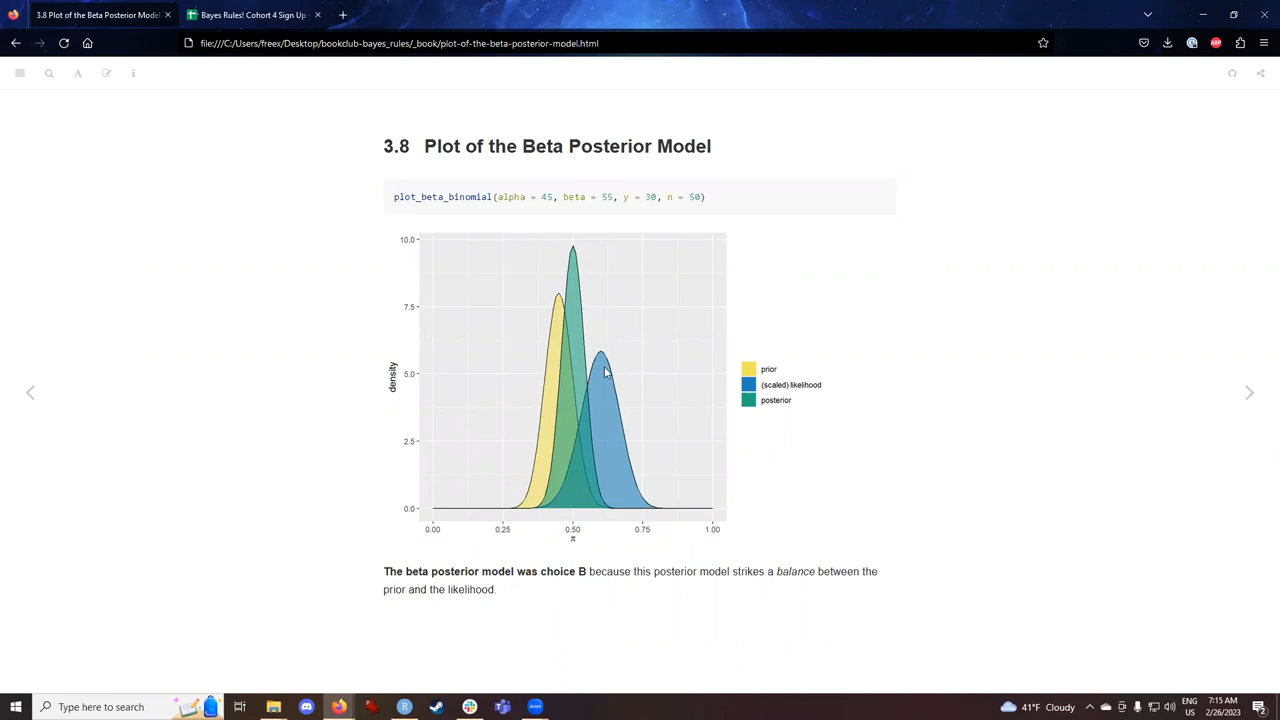 3.8 Plot of the Beta Posterior Model
Bayes Rules! Cohort 4 Sign Up -
file:///C:/Users/freex/Desktop/bookclub-bayes_rules/_book/plot-of-the-beta-posterior-model.html
3.8 Plot of the Beta Posterior Model
plot_beta_binomial(alpha = 45, beta = 55, y = 30, n = 50)
10.0
7.5
5.0
2.5
0.0
density
0.00 0.25 0.50 0.75 1.00
π
prior
(scaled) likelihood
posterior
The beta posterior model was choice B because this posterior model strikes a balance between the
prior and the likelihood.
Type here to search
41°F Cloudy
ENG
US
7:15 AM
2/26/2023
2